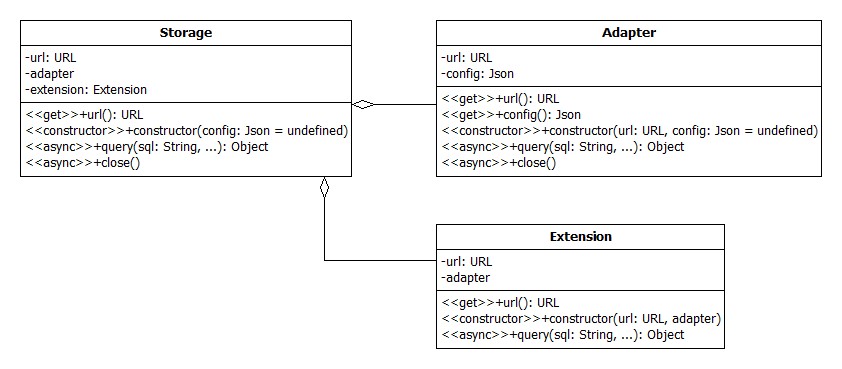 Storage
-url: URL
-adapter
-extension: Extension
<<get>>+url(): URL
<<constructor>>+constructor(config: Json = undefined)
<<async>>+query(sql: String, ...): Object
<<async>>+close()
Adapter
-url: URL
-config: Json
<<get>>+url(): URL
<<get>>+config(): Json
<<constructor>>+constructor(url: URL, config: Json = undefined)
<<async>>+query(sql: String, ...): Object
<<async>>+close()
Extension
-url: URL
-adapter
<<get>>+url(): URL
<<constructor>>+constructor(url: URL, adapter)
<<async>>+query(sql: String, ...): Object